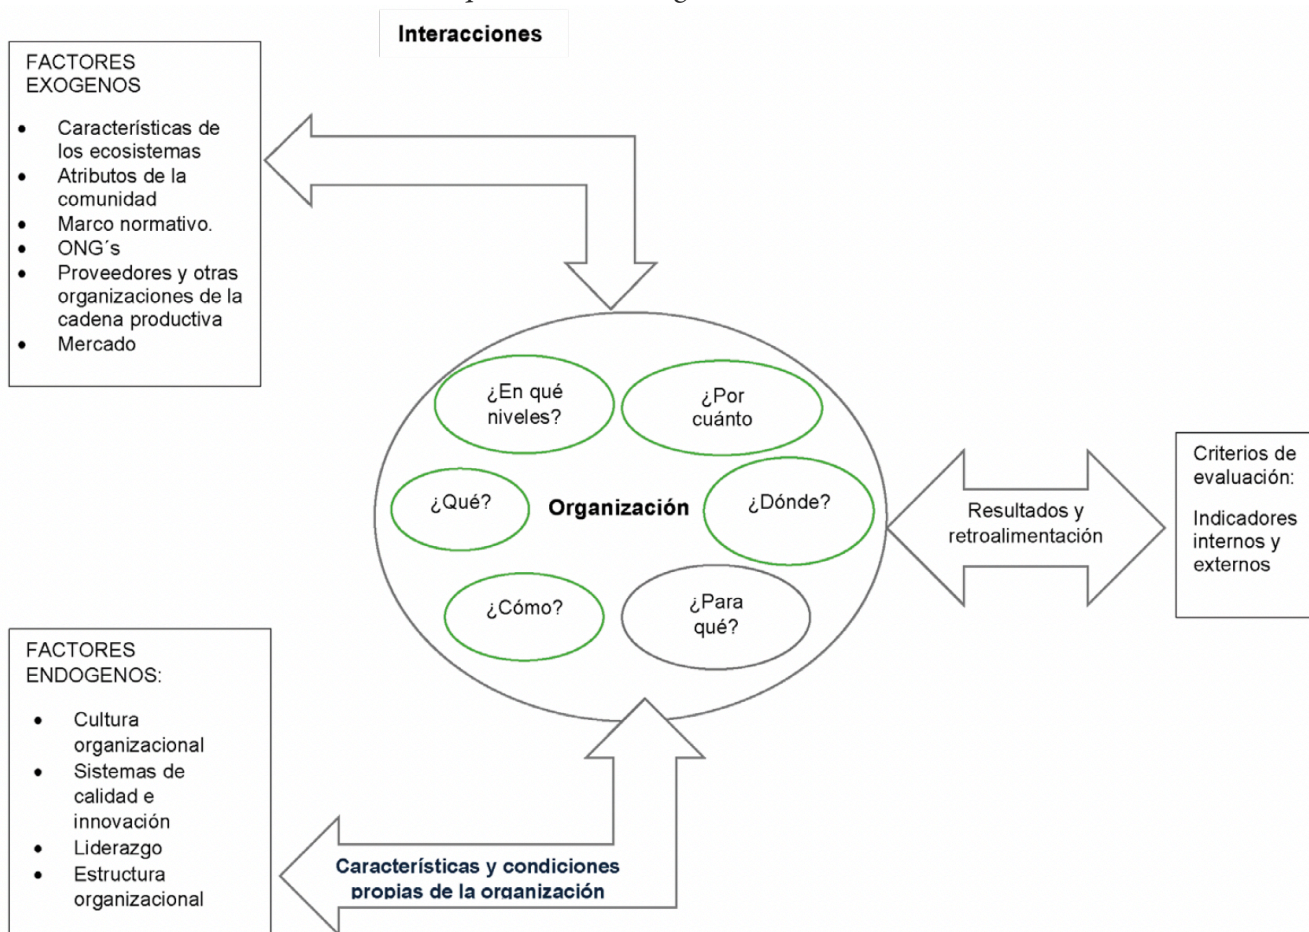 Interacciones
FACTORES
EXOGENOS
• Características de
los ecosistemas
• Atributos de la
comunidad
• Marco normativo.
• ONG´s
• Proveedores y otras
organizaciones de la
cadena productiva
• Mercado
¿En qué
niveles?
¿Por
cuánto
¿Qué?
Organización
¿Dónde?
¿Cómo?
¿Para
qué?
Resultados y
retroalimentación
Criterios de
evaluación:
Indicadores
internos y
externos
FACTORES
ENDOGENOS:
• Cultura
organizacional
• Sistemas de
calidad e
innovación
• Liderazgo
• Estructura
organizacional
Características y condiciones
propias de la organización